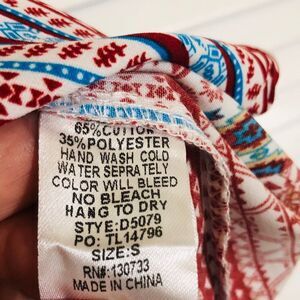 65% COTTON
35% POLYESTER
HAND WASH COLD
WATER SEPRATELY
COLOR WILL BLEED
NO BLEACH
HANG TO DRY
STYE:D5079
PO: TL14796
SIZE:S
RN#:130733
MADE IN CHINA